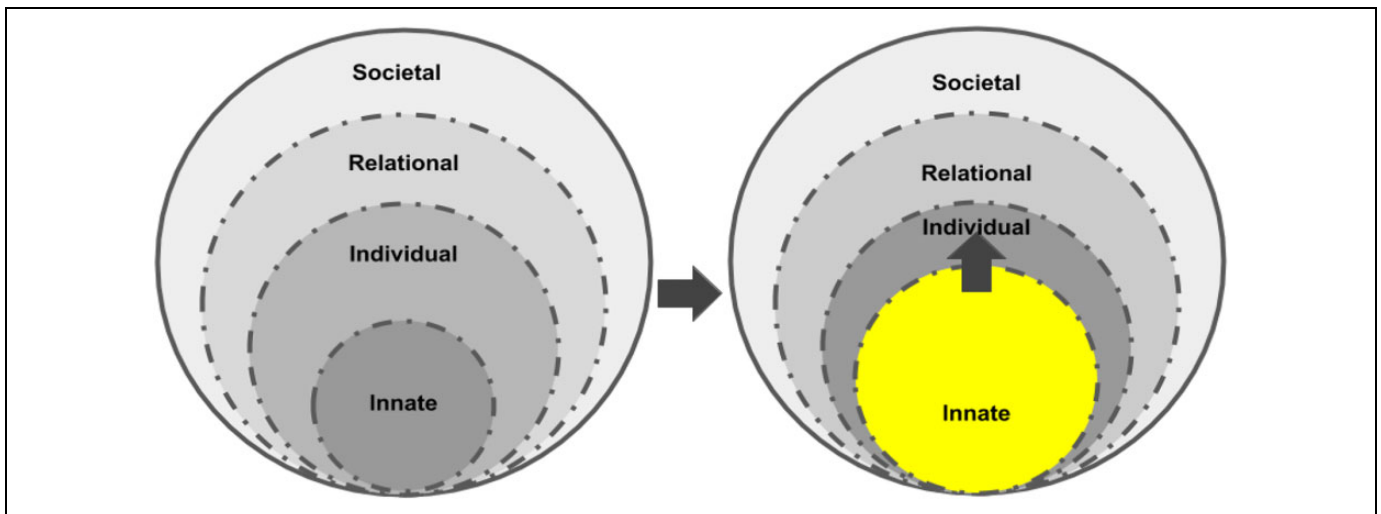 Societal
Relational
Individual
Innate
Societal
Relational
Individual
Innate